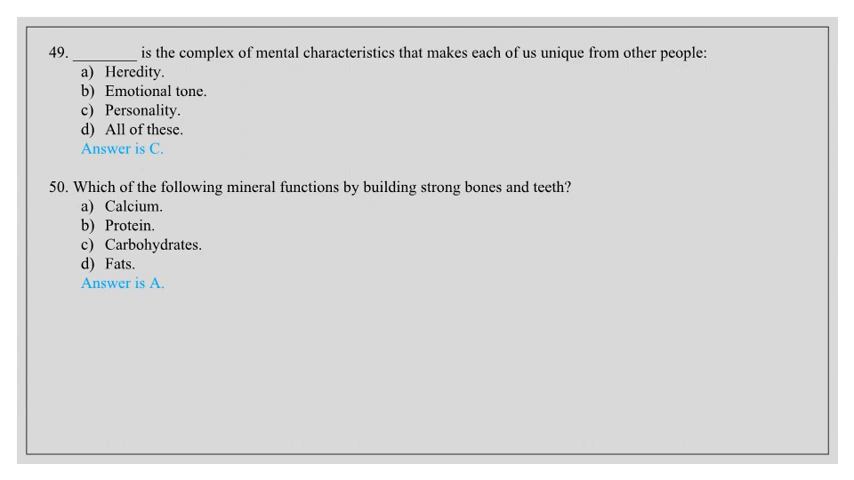 49. ________ is the complex of mental characteristics that makes each of us unique from other people:
a) Heredity.
b) Emotional tone.
c) Personality.
d) All of these.
Answer is C.
50. Which of the following mineral functions by building strong bones and teeth?
a) Calcium.
b) Protein.
c) Carbohydrates.
d) Fats.
Answer is A.